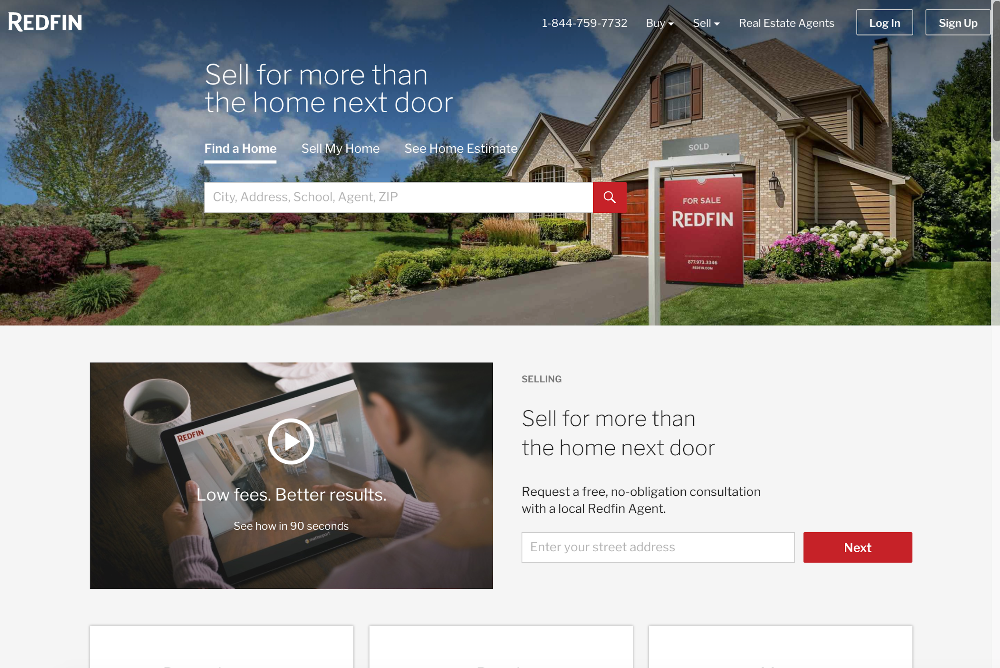 REDFIN
1-844-759-7732
Buy
Sell
Real Estate Agents
Log In
Sign Up
Sell for more than
the home next door
Find a Home
Sell My Home
See Home Estimate
City, Address, School, Agent, ZIP
SOLD
FOR SALE
REDFIN
877.973.3346
REDFIN.COM
REDFIN
Low fees. Better results.
See how in 90 seconds
matterport
SELLING
Sell for more than
the home next door
Request a free, no-obligation consultation
with a local Redfin Agent.
Enter your street address
Next